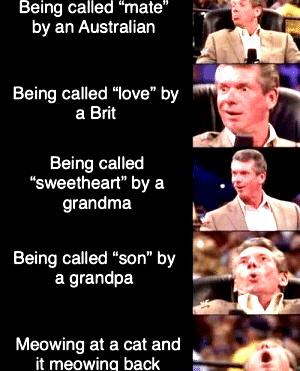 Being called “mate”
by an Australian
Being called “love” by
a Brit
Being called
“sweetheart” by a
grandma
Being called “son” by
a grandpa
Meowing at a cat and
it meowing back